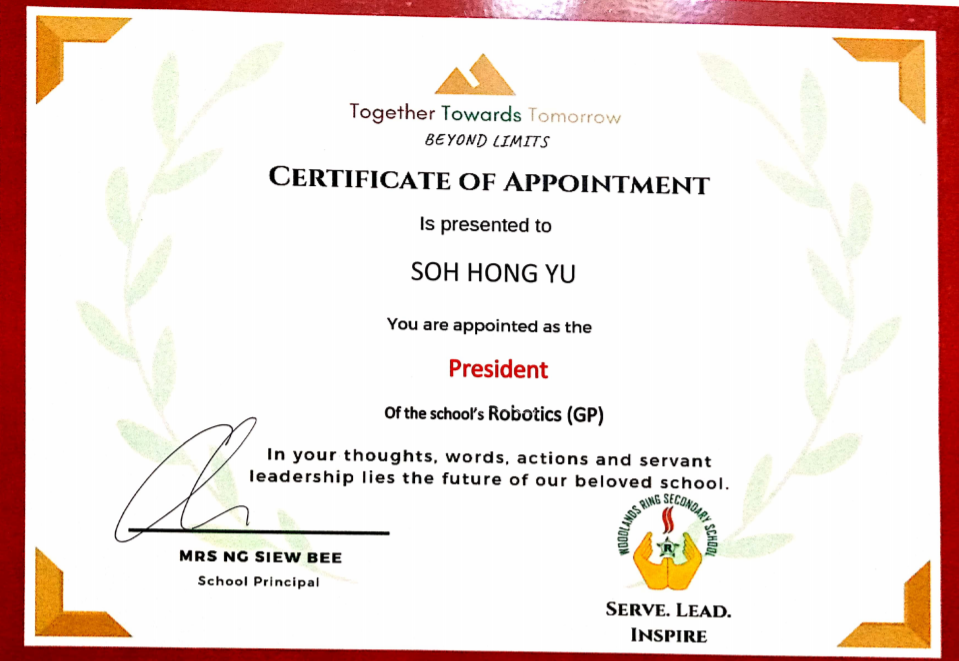 Together Towards Tomorrow
BEYOND LIMITS
CERTIFICATE OF APPOINTMENT
Is presented to
SOH HONG YU
You are appointed as the
President
Of the school's Robotics (GP)
In your thoughts, words, actions and servant
leadership lies the future of our beloved school.
WOODLANDS RING SECONDARY SCHOOL
R
MRS NG SIEW BEE
School Principal
SERVE. LEAD.
INSPIRE